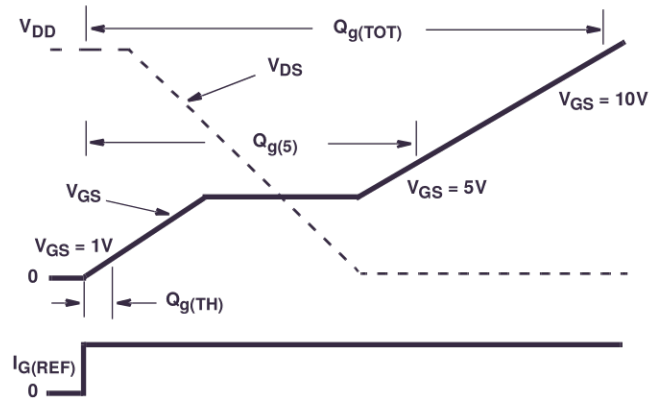 V_DD
Q_g(TOT)
V_DS
V_GS = 10V
Q_g(5)
V_GS
V_GS = 5V
V_GS = 1V
0
Q_g(TH)
I_G(REF)
0